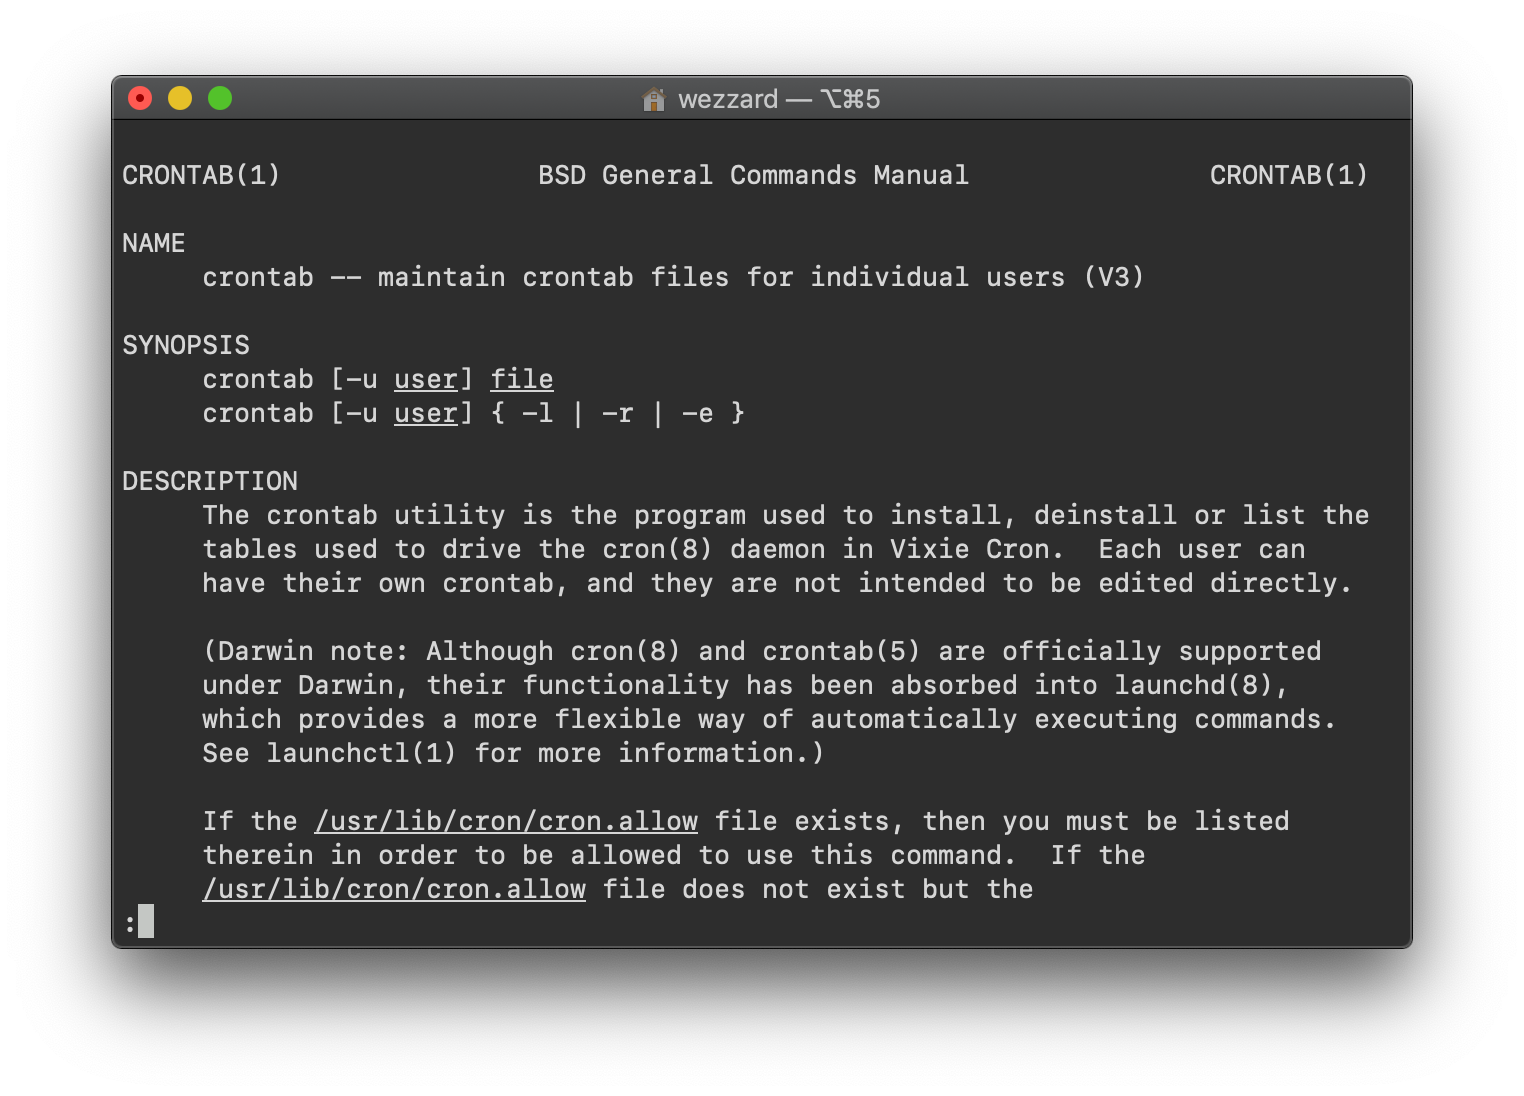 wezzard — ⌥⌘5
CRONTAB(1) BSD General Commands Manual CRONTAB(1)
NAME
crontab -- maintain crontab files for individual users (V3)
SYNOPSIS
crontab [-u user] file
crontab [-u user] { -l | -r | -e }
DESCRIPTION
The crontab utility is the program used to install, deinstall or list the
tables used to drive the cron(8) daemon in Vixie Cron.  Each user can
have their own crontab, and they are not intended to be edited directly.
(Darwin note: Although cron(8) and crontab(5) are officially supported
under Darwin, their functionality has been absorbed into launchd(8),
which provides a more flexible way of automatically executing commands.
See launchctl(1) for more information.)
If the /usr/lib/cron/cron.allow file exists, then you must be listed
therein in order to be allowed to use this command.  If the
/usr/lib/cron/cron.allow file does not exist but the
: